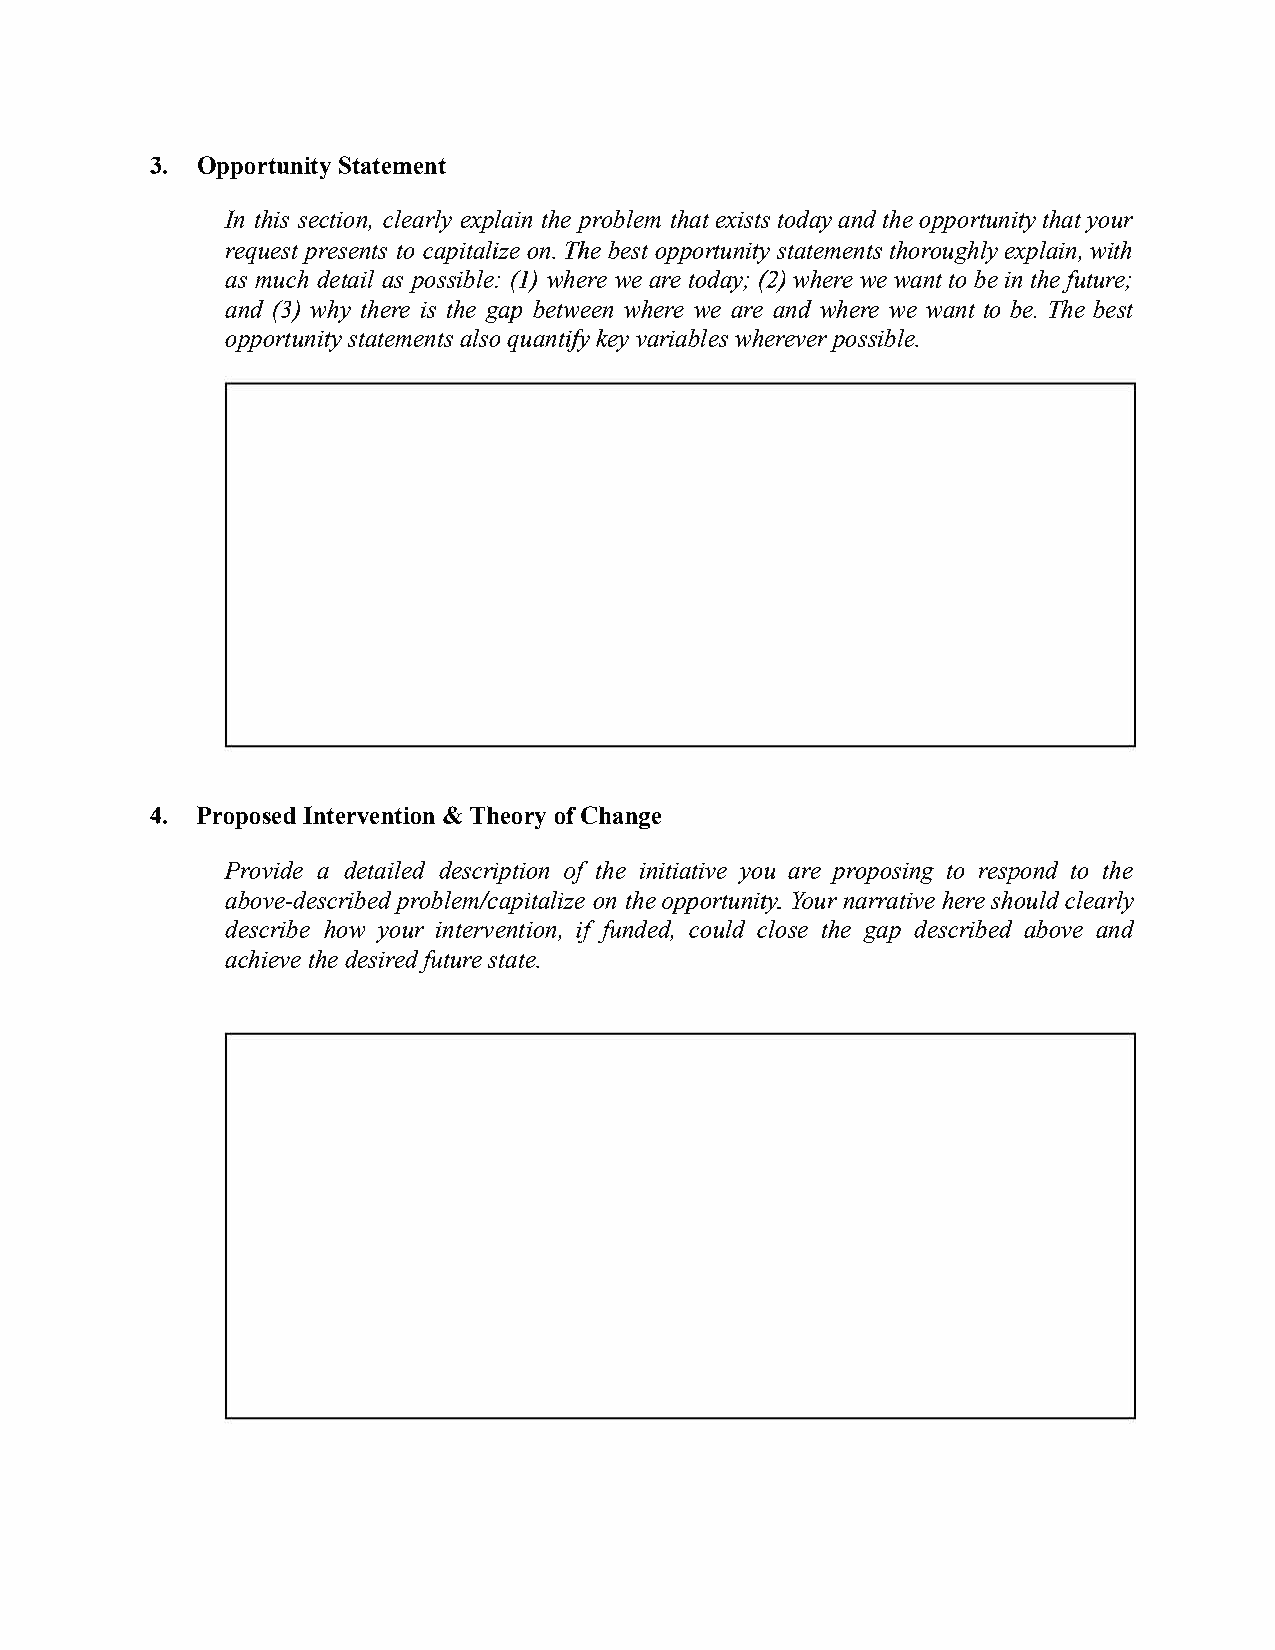 3. Opportunity Statement
In this section, clearly explain the problem that exists today and the opportunity that your
request presents to capitalize on. The best opportunity statements thoroughly explain, with
as much detail as possible: (1) where we are today; (2) where we want to be in the future;
and (3) why there is the gap between where we are and where we want to be. The best
opportunity statements also quantify key variables wherever possible.
4. Proposed Intervention & Theory of Change
Provide a detailed description of the initiative you are proposing to respond to the
above-described problem/capitalize on the opportunity. Your narrative here should clearly
describe how your intervention, if funded, could close the gap described above and
achieve the desired future state.